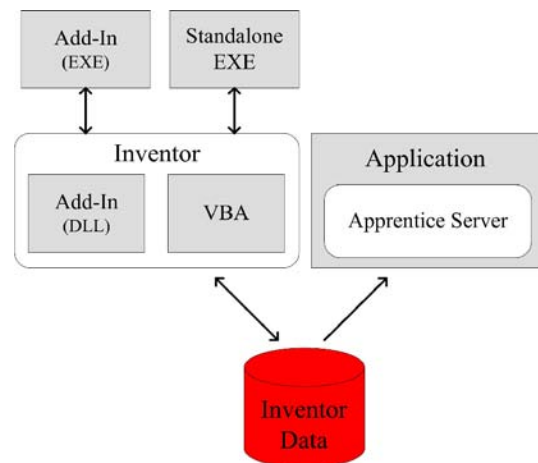 Add-In
(EXE)
Standalone
EXE
Inventor
Add-In
(DLL)
VBA
Application
Apprentice Server
Inventor
Data